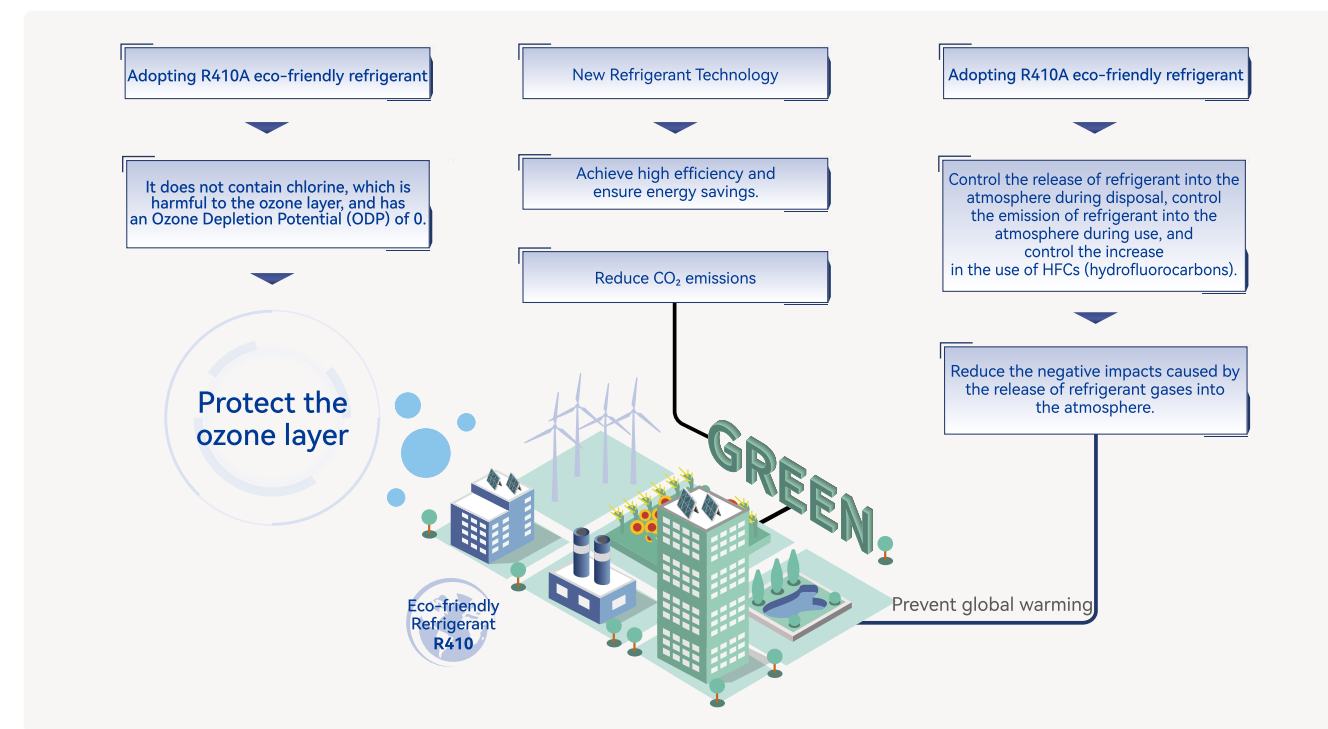 Adopting R410A eco-friendly refrigerant
It does not contain chlorine, which is
harmful to the ozone layer, and has
an Ozone Depletion Potential (ODP) of 0.
Protect the
ozone layer
New Refrigerant Technology
Achieve high efficiency and
ensure energy savings.
Reduce CO₂ emissions
GREEN
Adopting R410A eco-friendly refrigerant
Control the release of refrigerant into the
atmosphere during disposal, control
the emission of refrigerant into the
atmosphere during use, and
control the increase
in the use of HFCs (hydrofluorocarbons).
Reduce the negative impacts caused by
the release of refrigerant gases into
the atmosphere.
Prevent global warming
Eco-friendly
Refrigerant
R410